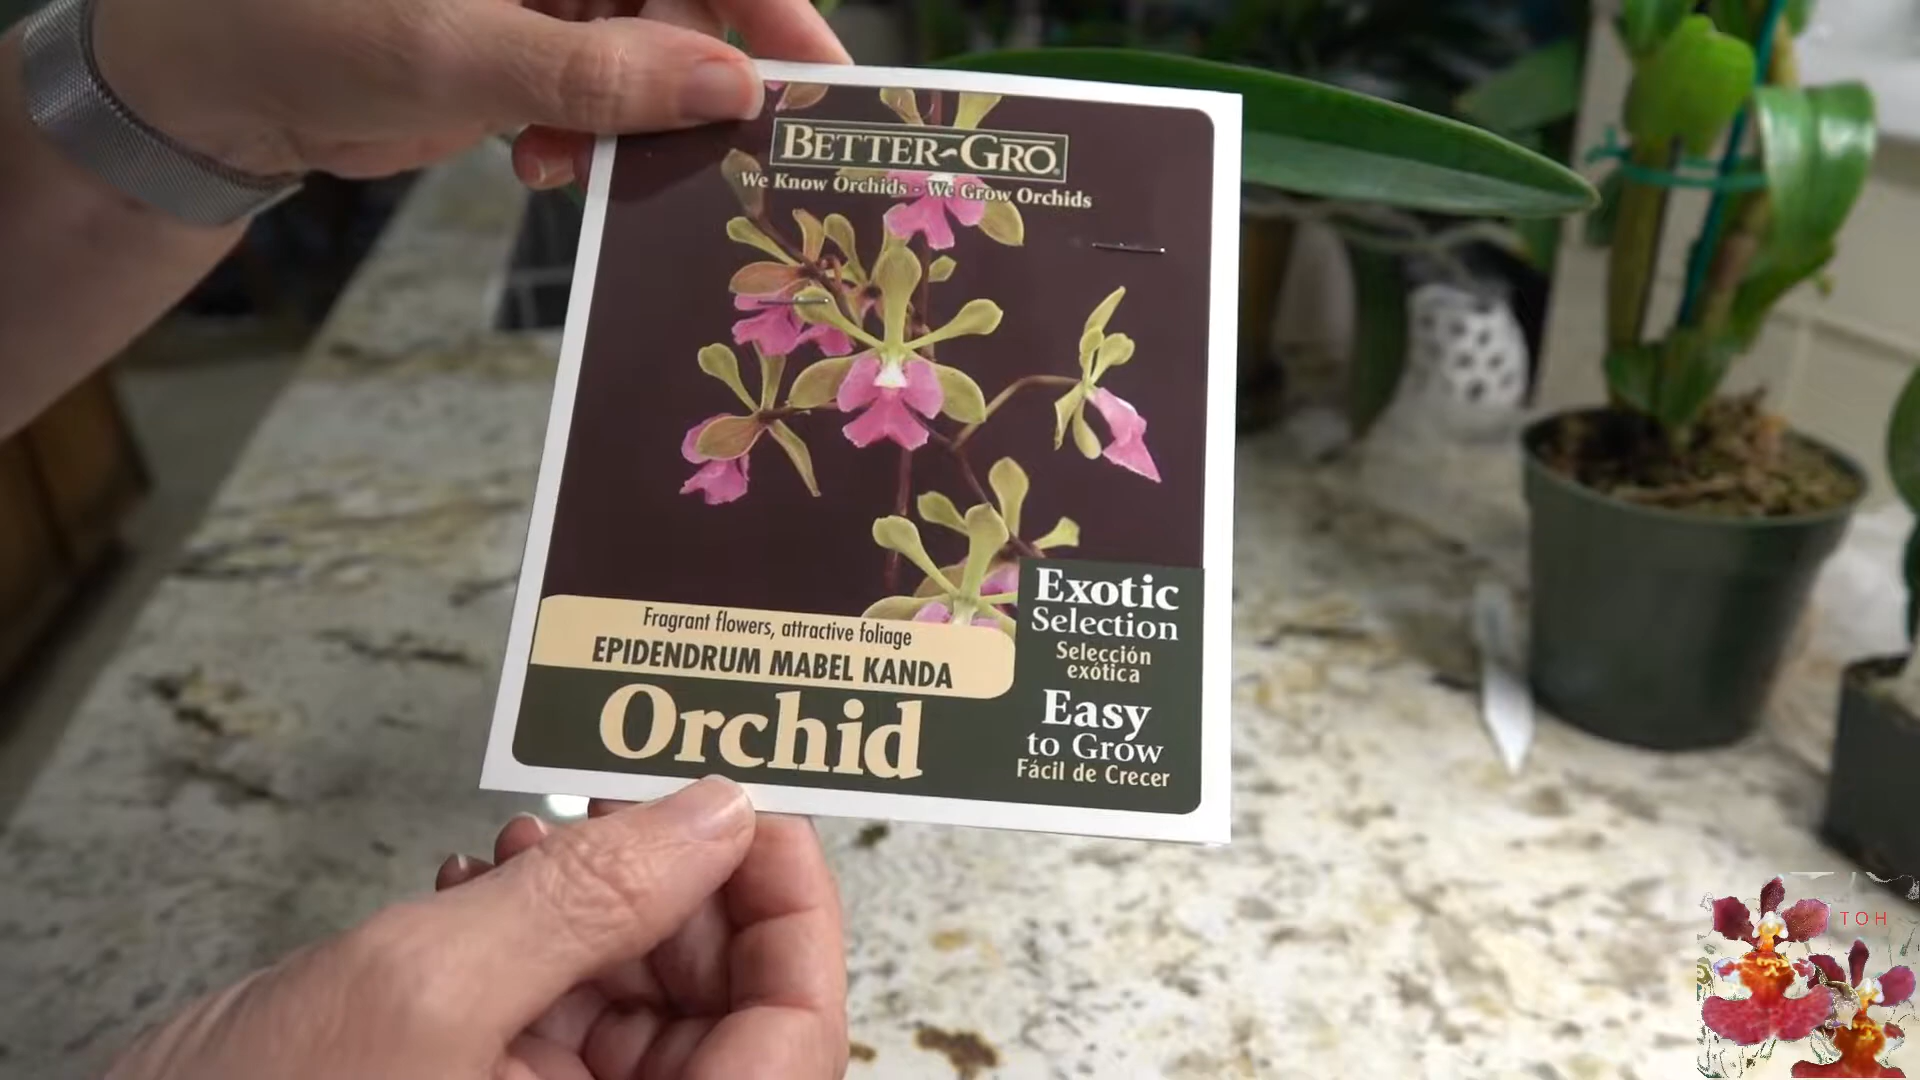 BETTER-GRO®
We Know Orchids - We Grow Orchids
Fragrant flowers, attractive foliage
EPIDENDRUM MABEL KANDA
Orchid
Exotic
Selection
Selección
exótica
Easy
to Grow
Fácil de Crecer
TOH